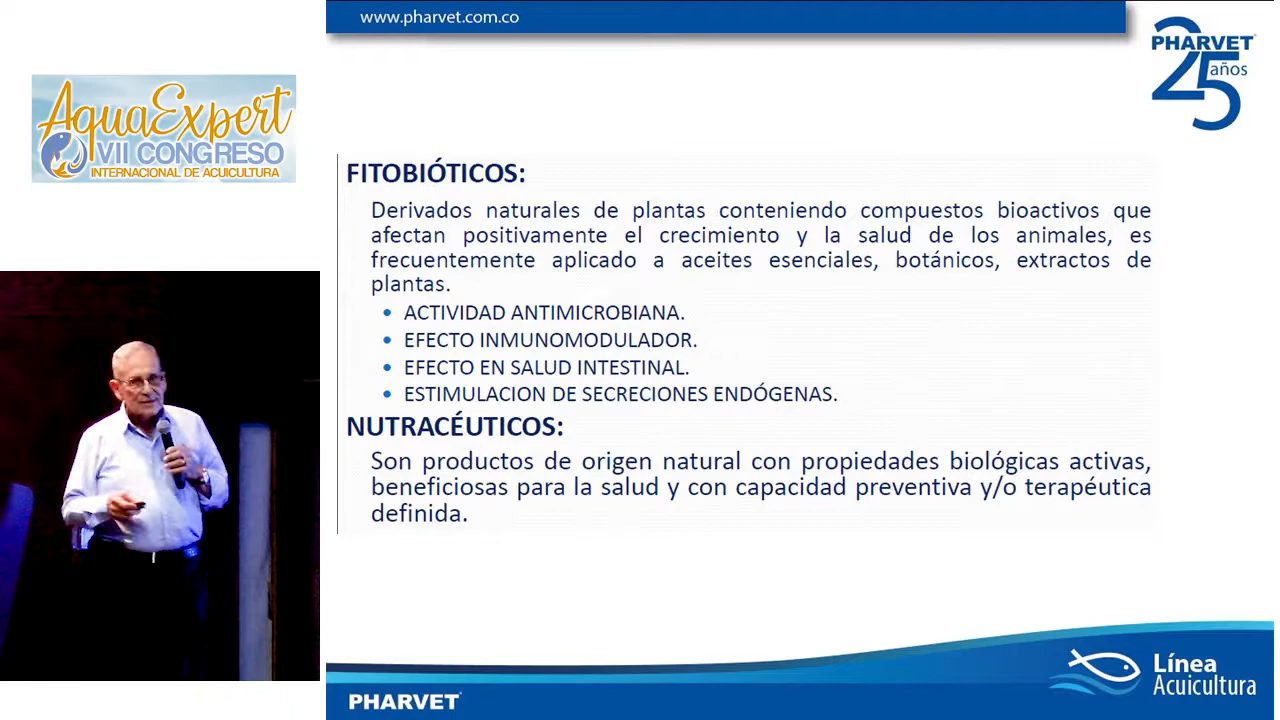 www.pharvet.com.co
PHARVET
25 años
AquaExpert
VII CONGRESO
INTERNACIONAL DE ACUICULTURA
FITOBIÓTICOS:
Derivados naturales de plantas conteniendo compuestos bioactivos que
afectan positivamente el crecimiento y la salud de los animales, es
frecuentemente aplicado a aceites esenciales, botánicos, extractos de
plantas.
• ACTIVIDAD ANTIMICROBIANA.
• EFECTO INMUNOMODULADOR.
• EFECTO EN SALUD INTESTINAL.
• ESTIMULACION DE SECRECIONES ENDÓGENAS.
NUTRACÉUTICOS:
Son productos de origen natural con propiedades biológicas activas,
beneficiosas para la salud y con capacidad preventiva y/o terapéutica
definida.
PHARVET
Línea
Acuicultura